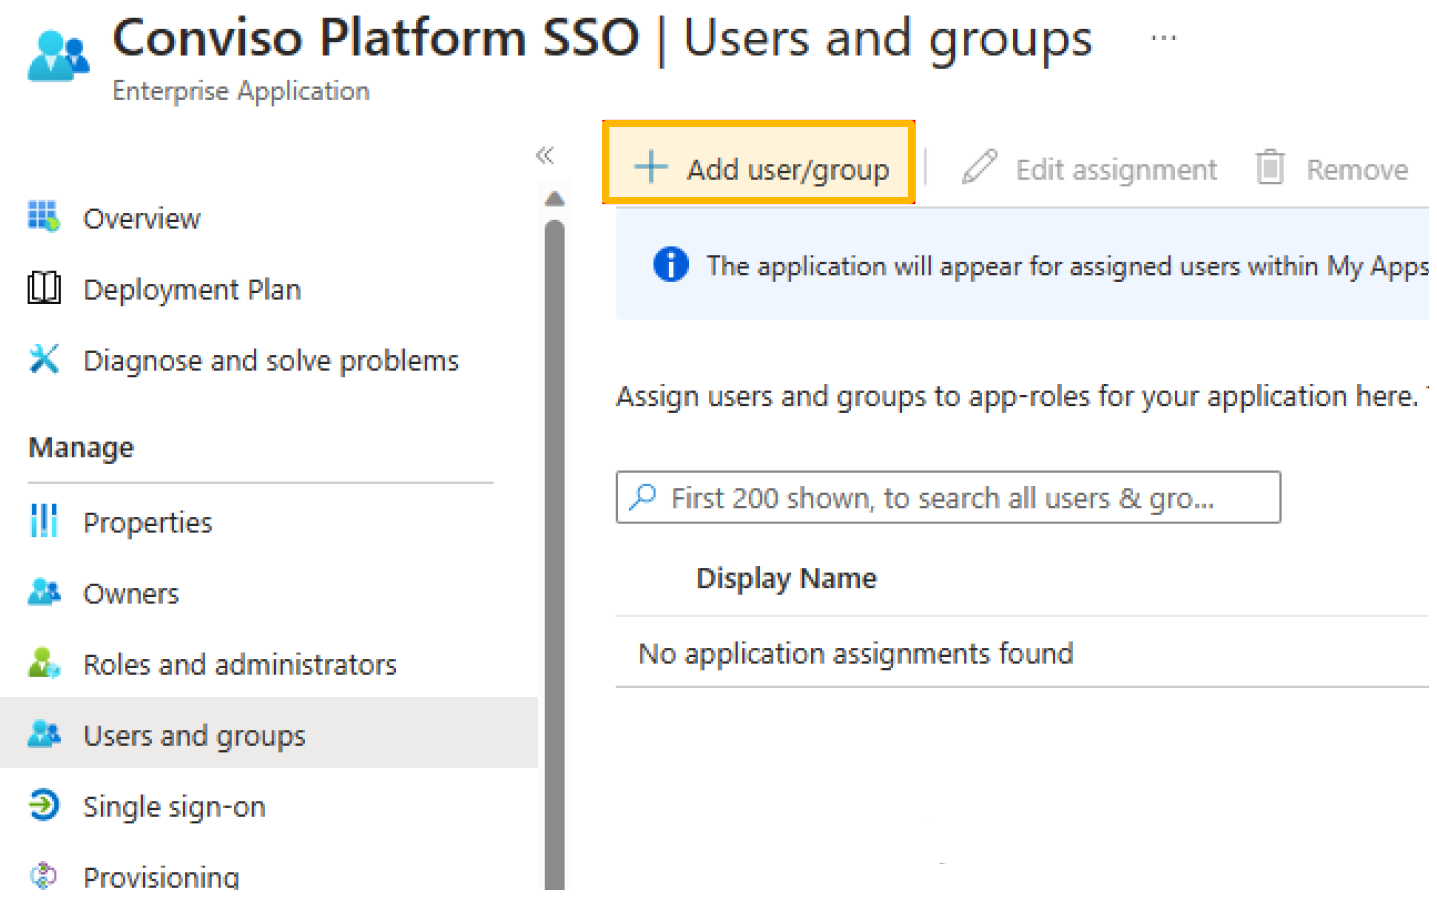 Conviso Platform SSO | Users and groups ...
Enterprise Application
«
Add user/group
Edit assignment
Remove
Overview
Deployment Plan
Diagnose and solve problems
Manage
Properties
Owners
Roles and administrators
Users and groups
Single sign-on
Provisioning
The application will appear for assigned users within My Apps
Assign users and groups to app-roles for your application here.
First 200 shown, to search all users & gro...
Display Name
No application assignments found